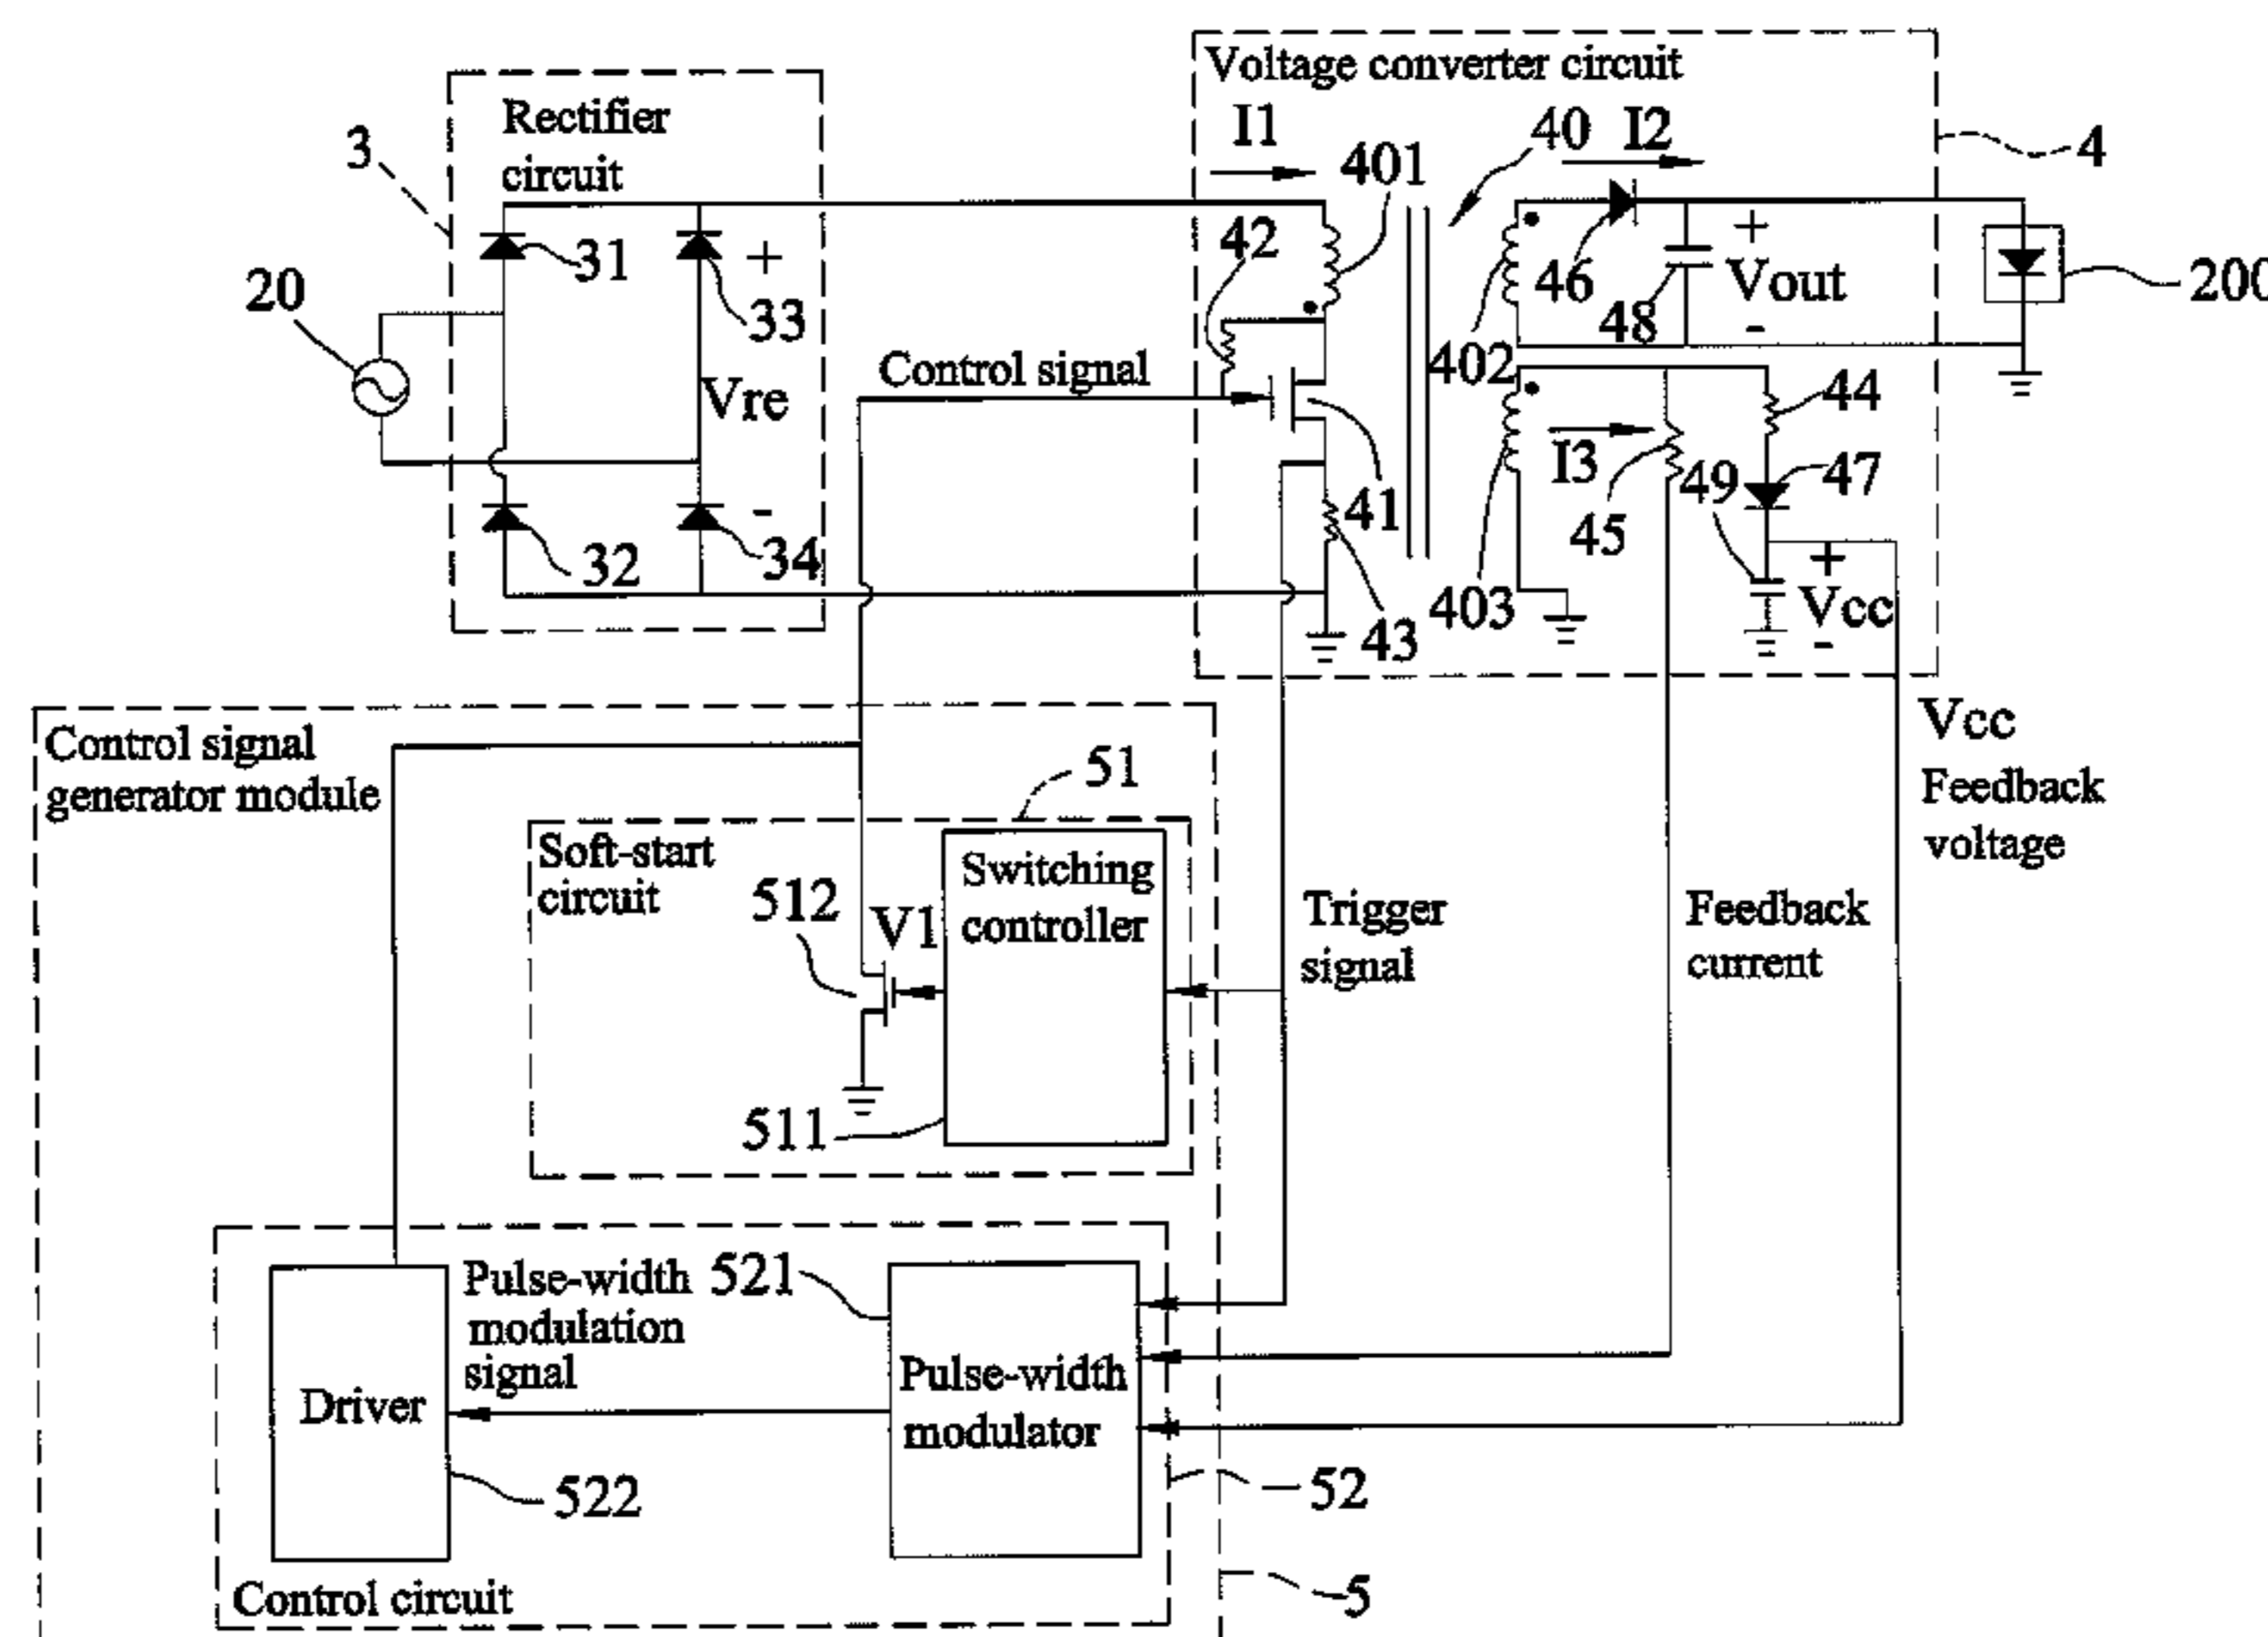 Voltage converter circuit
I1
40
I2
401
4
Rectifier
circuit
3
42
31
+
33
20
46
48
+
Vout
-
200
402
Control signal
Vre
44
I3
49
47
41
45
-
32
34
403
43
+
Vcc
-
Control signal
generator module
Vcc
Feedback
voltage
51
Soft-start
circuit
Switching
controller
512
V1
Trigger
signal
Feedback
current
511
Pulse-width
modulation
signal
521
Driver
Pulse-width
modulator
522
52
Control circuit
5